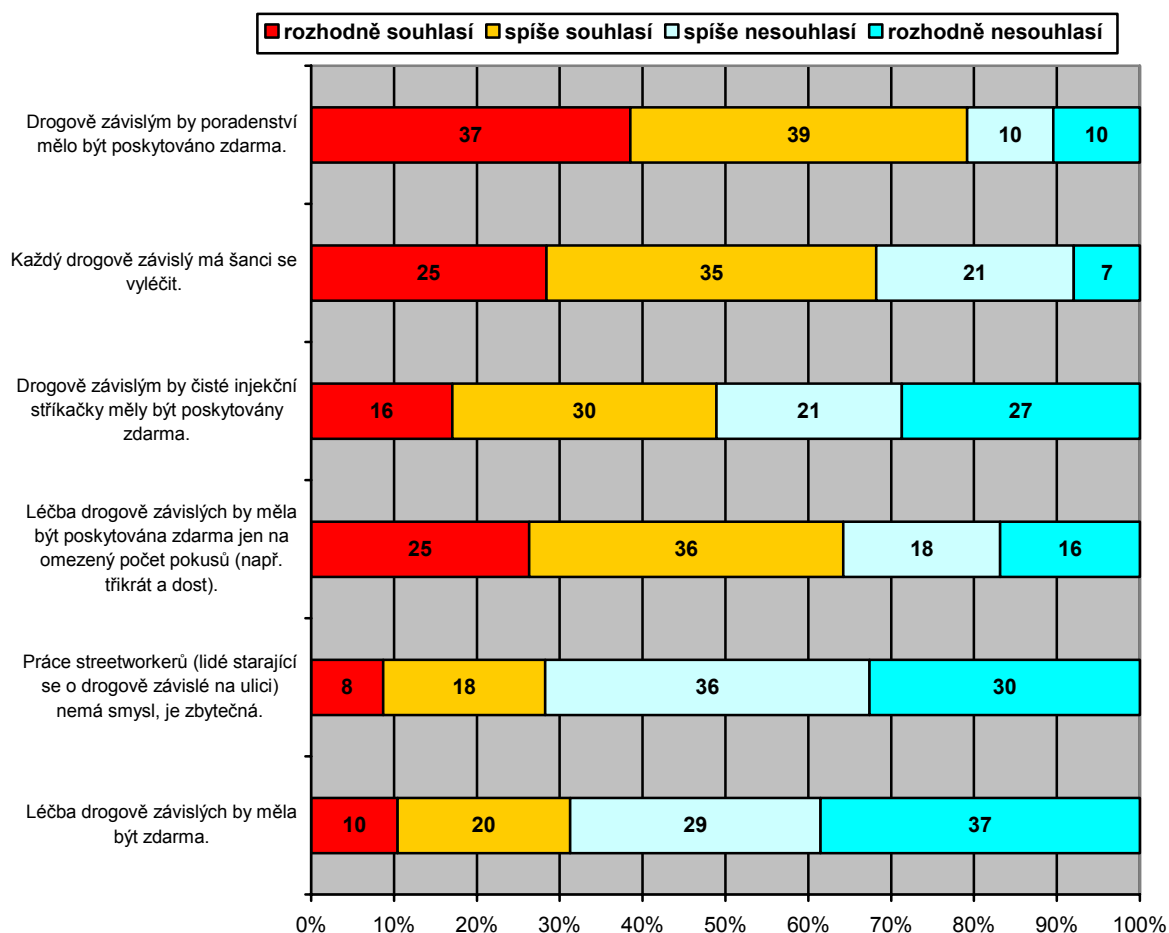 rozhodně souhlasí spíše souhlasí spíše nesouhlasí rozhodně nesouhlasí
Drogově závislým by poradenství
mělo být poskytováno zdarma.
37 39 10 10
Každý drogově závislý má šanci se
vyléčit.
25 35 21 7
Drogově závislým by čisté injekční
stříkačky měly být poskytovány
zdarma.
16 30 21 27
Léčba drogově závislých by měla
být poskytována zdarma jen na
omezený počet pokusů (např.
třikrát a dost).
25 36 18 16
Práce streetworkerů (lidé starající
se o drogově závislé na ulici)
nemá smysl, je zbytečná.
8 18 36 30
Léčba drogově závislých by měla
být zdarma.
10 20 29 37
0% 10% 20% 30% 40% 50% 60% 70% 80% 90% 100%